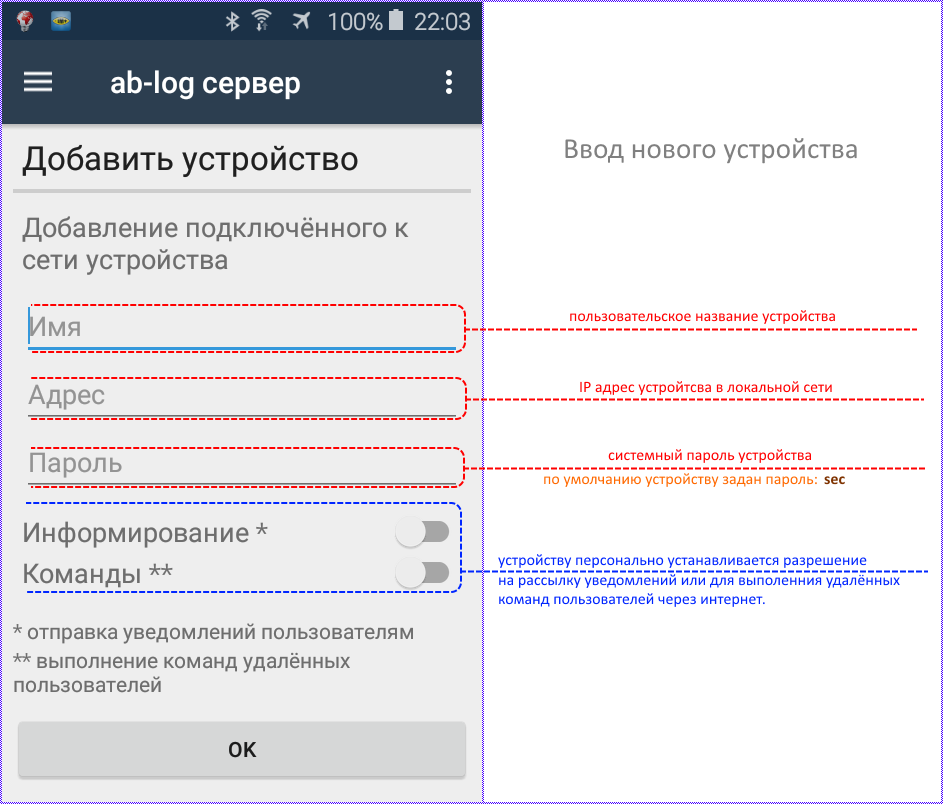 100% 22:03
ab-log сервер
Добавить устройство
Ввод нового устройства
Добавление подключённого к
сети устройства
Имя
пользовательское название устройства
Адрес
IP адрес устройтсва в локальной сети
Пароль
системный пароль устройства
по умолчанию устройству задан пароль: sec
Информирование *
Команды **
устройству персонально устанавливается разрешение
на рассылку уведомлений или для выполения удалённых
команд пользователей через интернет.
* отправка уведомлений пользователям
** выполнение команд удалённых
пользователей
OK